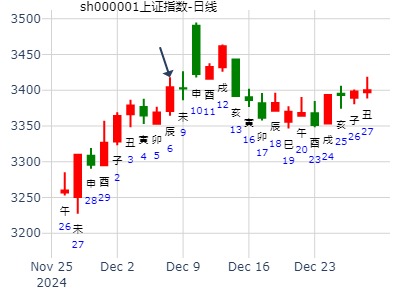 sh000001上证指数-日线
3500
3450
3400
3350
3300
3250
3200
午
26
未
27
申
28
酉
29
子
2
丑
3
寅
4
卯
5
辰
6
未
9
申
10
酉
11
戌
12
亥
13
寅
16
卯
17
辰
18
巳
19
午
20
酉
23
戌
24
亥
25
子
26
丑
27
Nov 25
2024
Dec 2
Dec 9
Dec 16
Dec 23